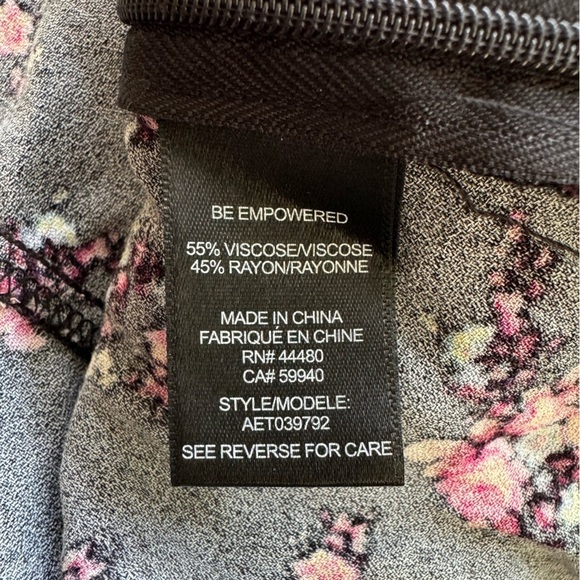 BE EMPOWERED
55% VISCOSE/VISCOSE
45% RAYON/RAYONNE
MADE IN CHINA
FABRIQUÉ EN CHINE
RN# 44480
CA# 59940
STYLE/MODELE:
AET039792
SEE REVERSE FOR CARE